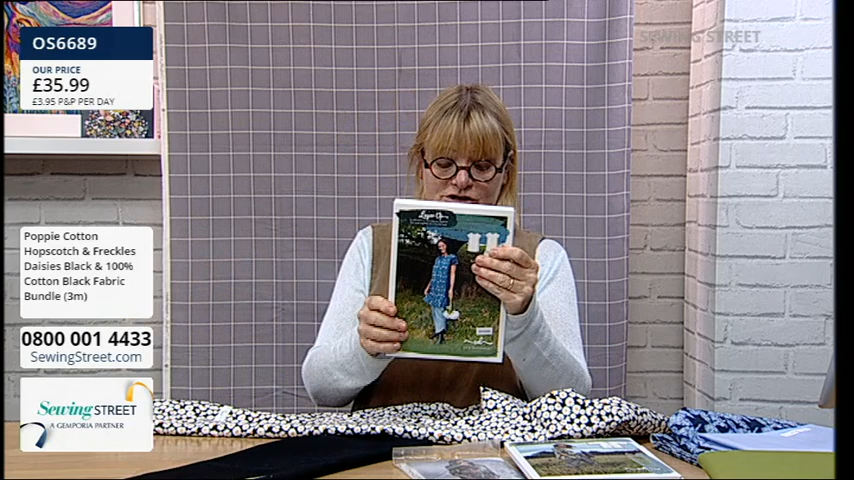 OS6689
OUR PRICE
£35.99
£3.95 P&P PER DAY
SEWING STREET
Poppie Cotton
Hopscotch & Freckles
Daisies Black & 100%
Cotton Black Fabric
Bundle (3m)
0800 001 4433
SewingStreet.com
Sewing STREET
A GEMPORIA PARTNER